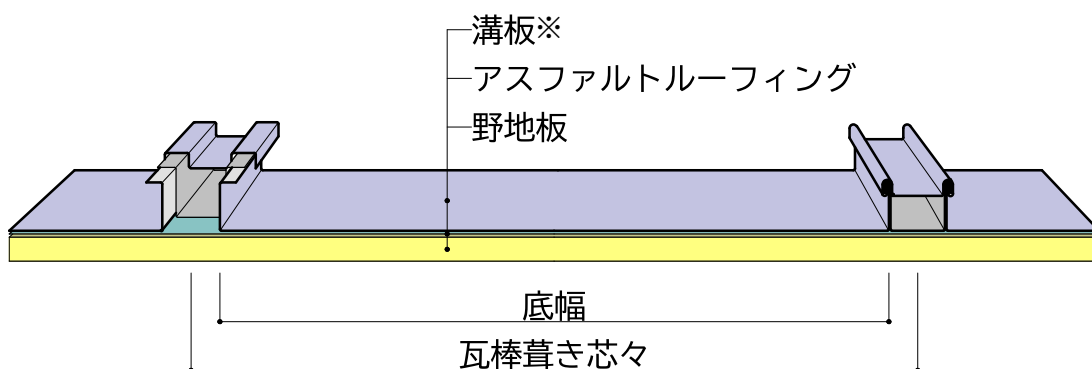 溝板※
アスファルトルーフィング
野地板
底幅
瓦棒葺き芯々